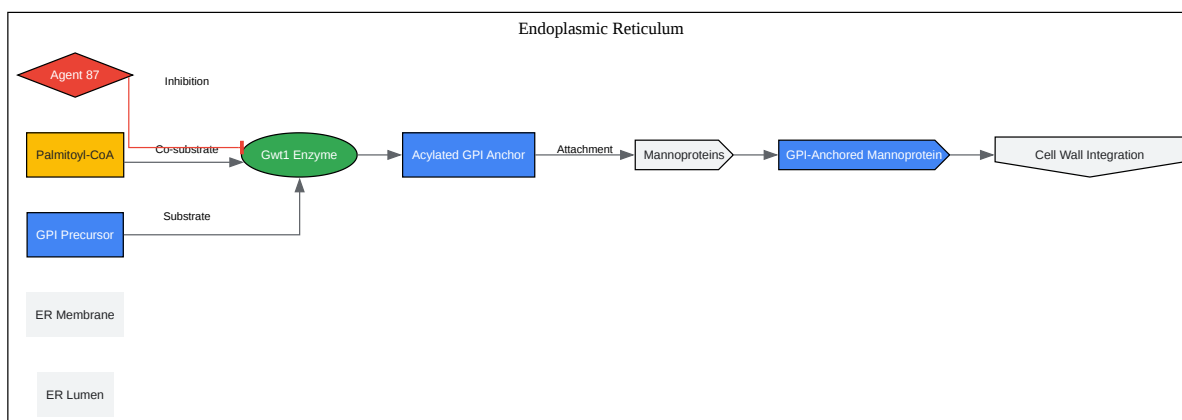 Endoplasmic Reticulum
Agent 87
Inhibition
Palmitoyl-CoA
Co-substrate
Gwt1 Enzyme
Acylated GPI Anchor
Attachment
Mannoproteins
GPI-Anchored Mannoprotein
Cell Wall Integration
Substrate
GPI Precursor
ER Membrane
ER Lumen